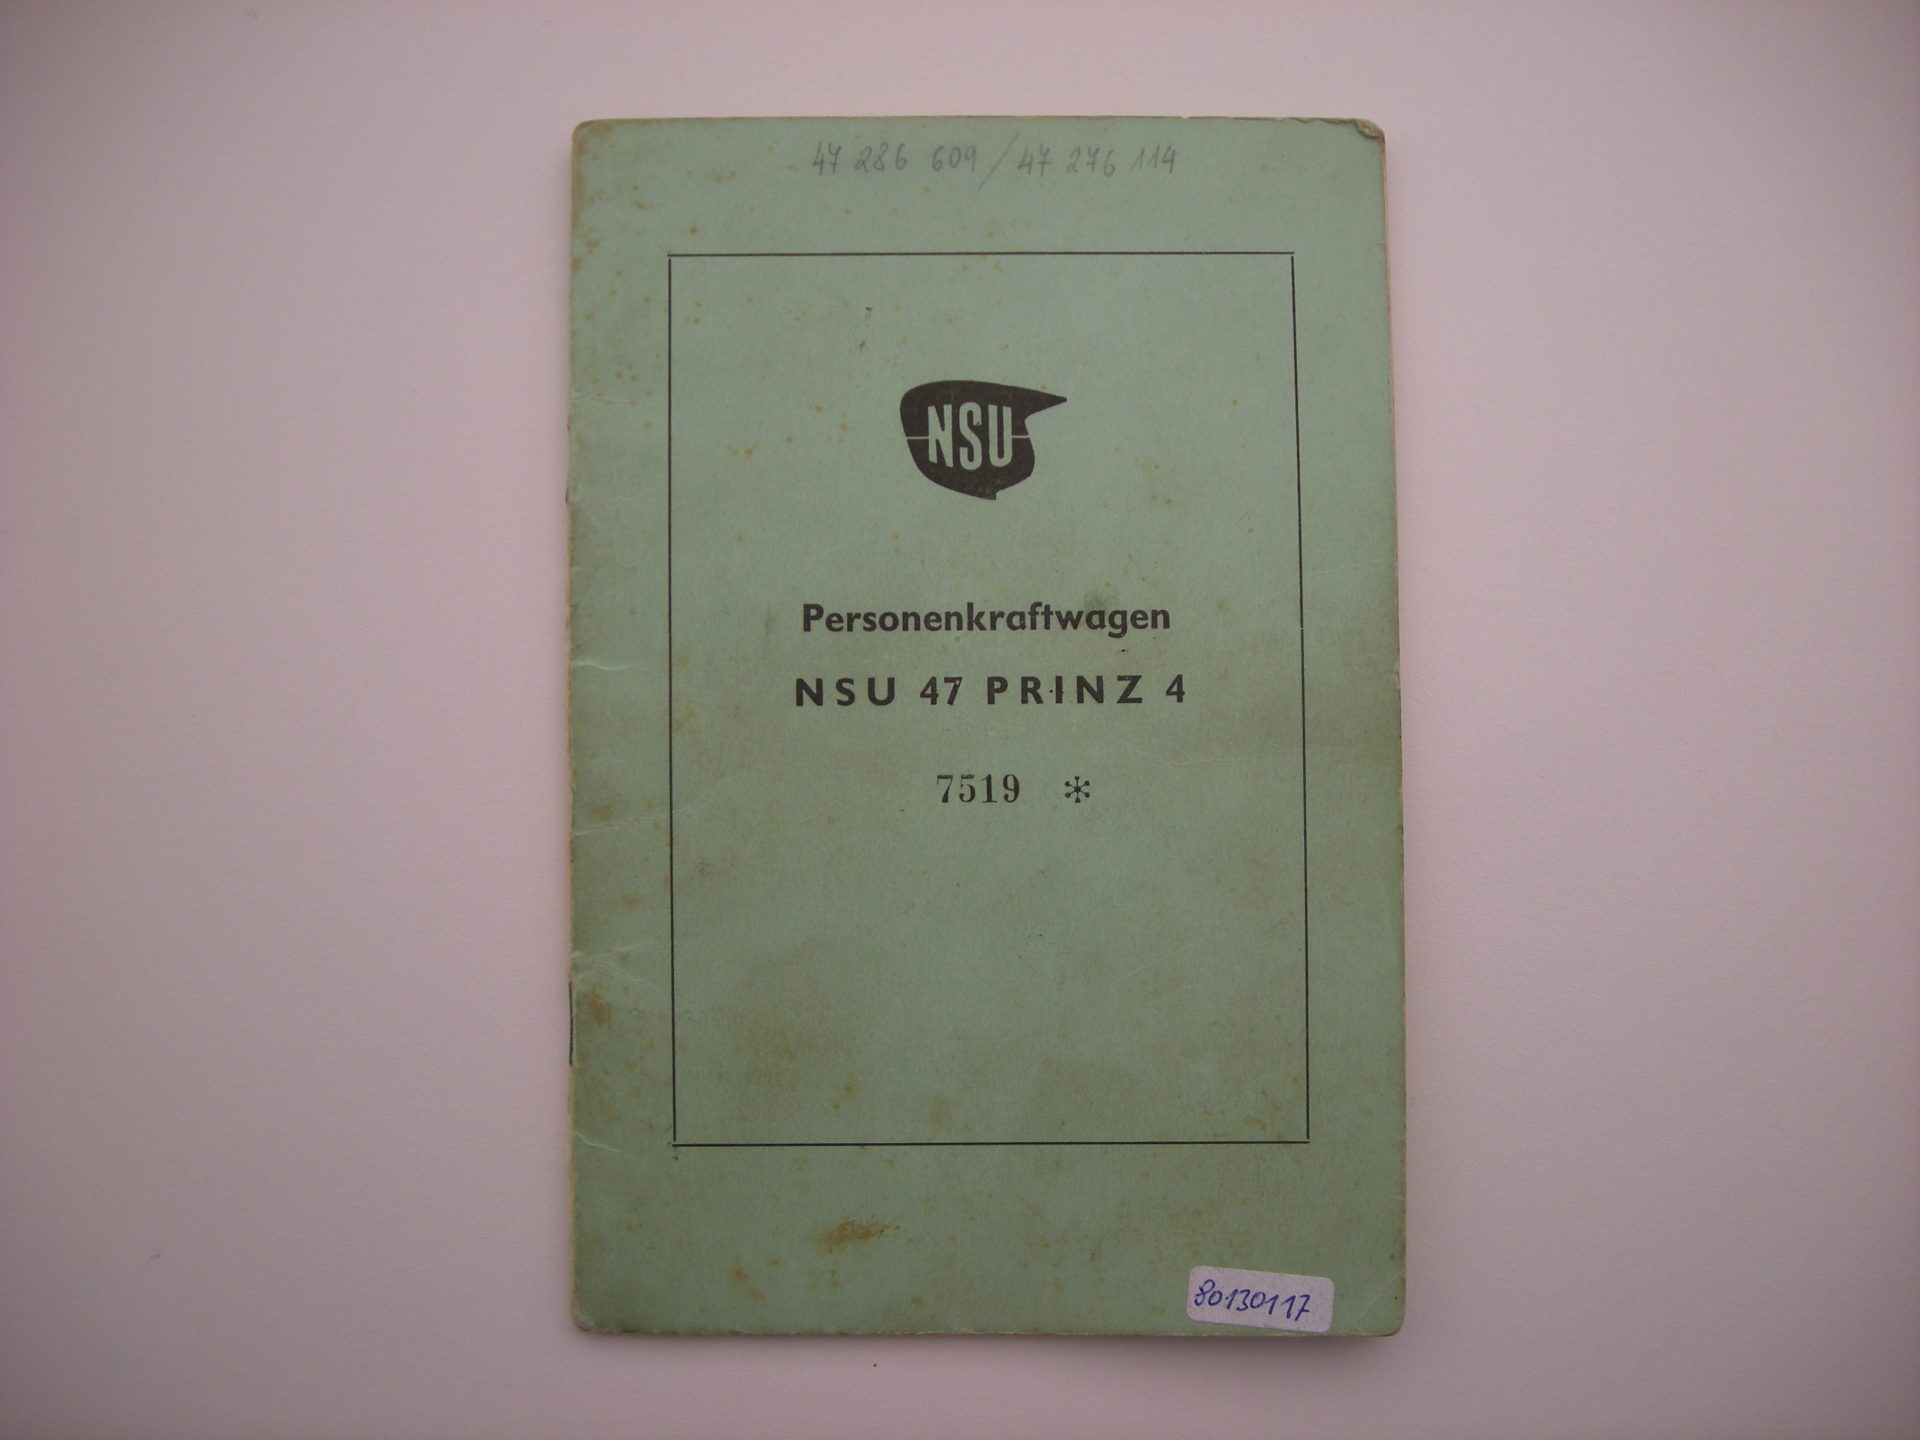 47 286 609 / 47 276 114
NSU
Personenkraftwagen
NSU 47 PRINZ 4
7519 *
80130117